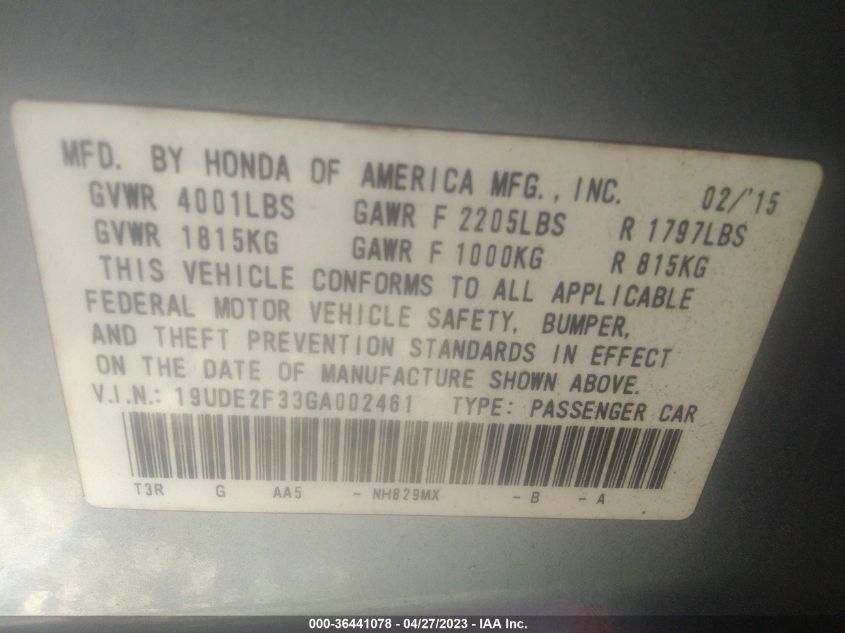 MFD. BY HONDA OF AMERICA MFG., INC. 02/'15
GVWR 4001LBS GAWR F 2205LBS R 1797LBS
GVWR 1815KG GAWR F 1000KG R 815KG
THIS VEHICLE CONFORMS TO ALL APPLICABLE
FEDERAL MOTOR VEHICLE SAFETY, BUMPER,
AND THEFT PREVENTION STANDARDS IN EFFECT
ON THE DATE OF MANUFACTURE SHOWN ABOVE.
V.I.N.: 19UDE2F33GA002461 TYPE: PASSENGER CAR
T3R G AA5 - NH829MX - B - A
000-36441078 - 04/27/2023 - IAA Inc.